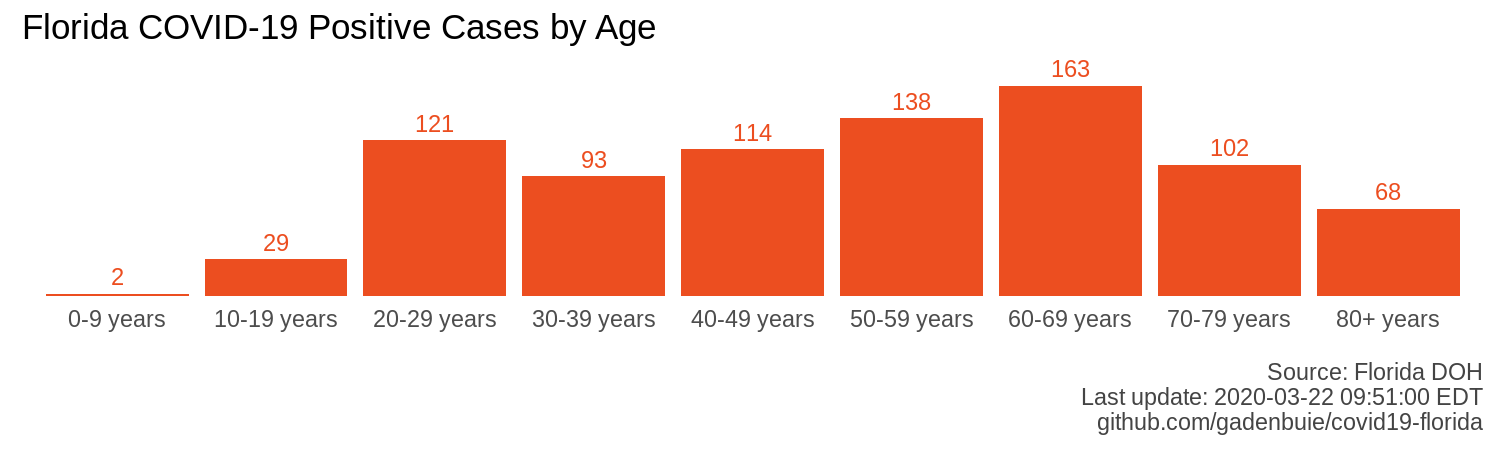 Florida COVID-19 Positive Cases by Age
2
29
121
93
114
138
163
102
68
0-9 years
10-19 years
20-29 years
30-39 years
40-49 years
50-59 years
60-69 years
70-79 years
80+ years
Source: Florida DOH
Last update: 2020-03-22 09:51:00 EDT
github.com/gadenbuie/covid19-florida